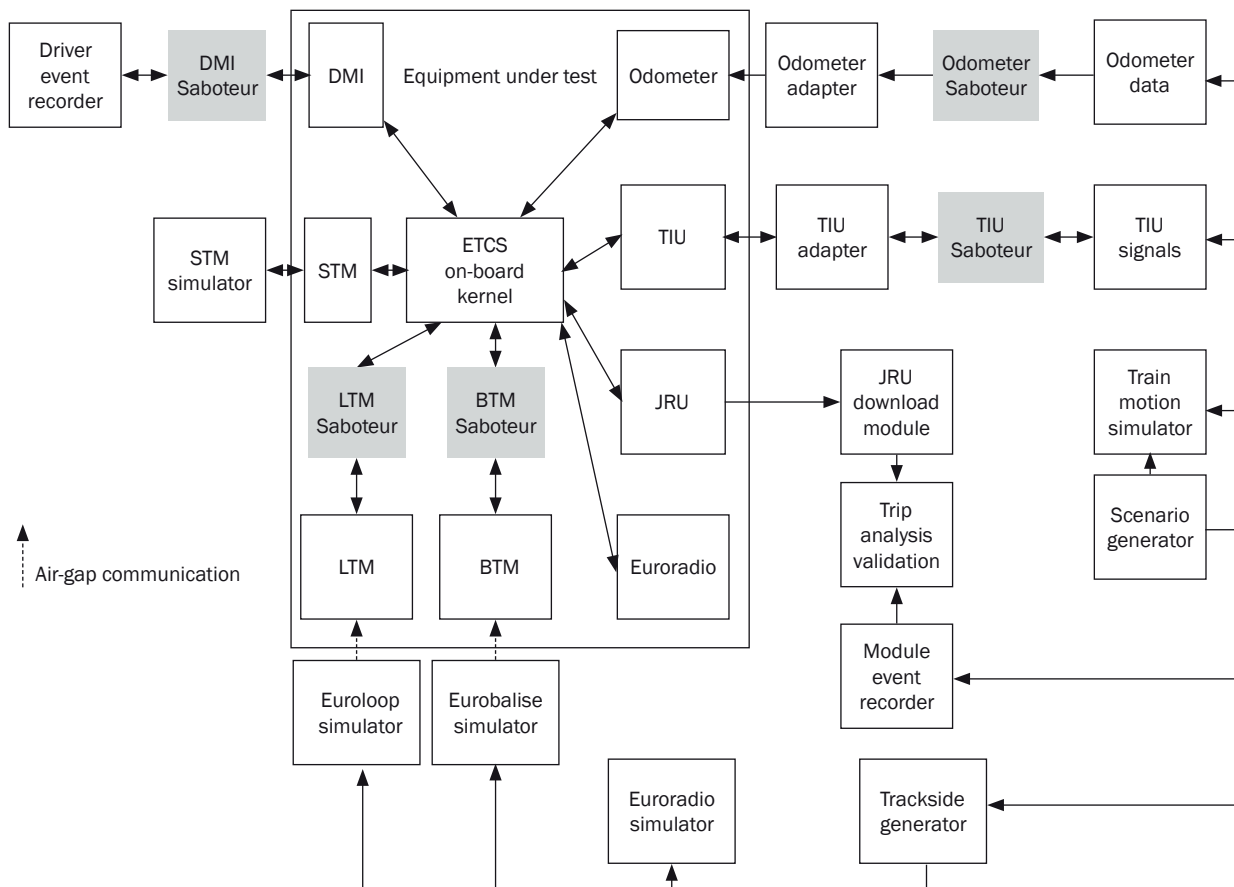 Driver
event
recorder
DMI
Saboteur
DMI
Equipment under test
Odometer
Odometer
adapter
Odometer
Saboteur
Odometer
data
STM
simulator
STM
ETCS
on-board
kernel
TIU
TIU
adapter
TIU
Saboteur
TIU
signals
LTM
Saboteur
BTM
Saboteur
JRU
JRU
download
module
Train
motion
simulator
Air-gap communication
LTM
BTM
Euroradio
Trip
analysis
validation
Scenario
generator
Euroloop
simulator
Eurobalise
simulator
Module
event
recorder
Euroradio
simulator
Trackside
generator